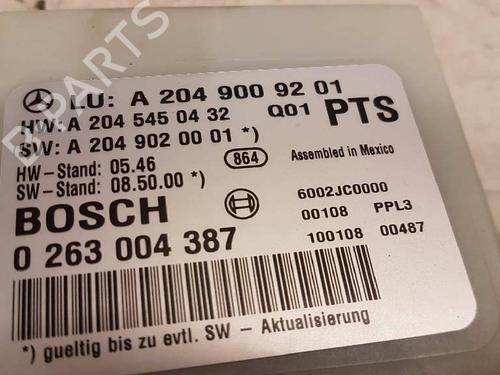 B-PARTS
LU: A 204 900 92 01
HW: A 204 545 04 32 Q01 PTS
SW: A 204 902 00 01 *)
HW-Stand: 05.46 864 Assembled in Mexico
SW-Stand: 08.50.00 *)
BOSCH 6002JC0000
00108 PPL3
0 263 004 387 100108 00487
*) gueltig bis zu evtl. SW - Aktualisierung